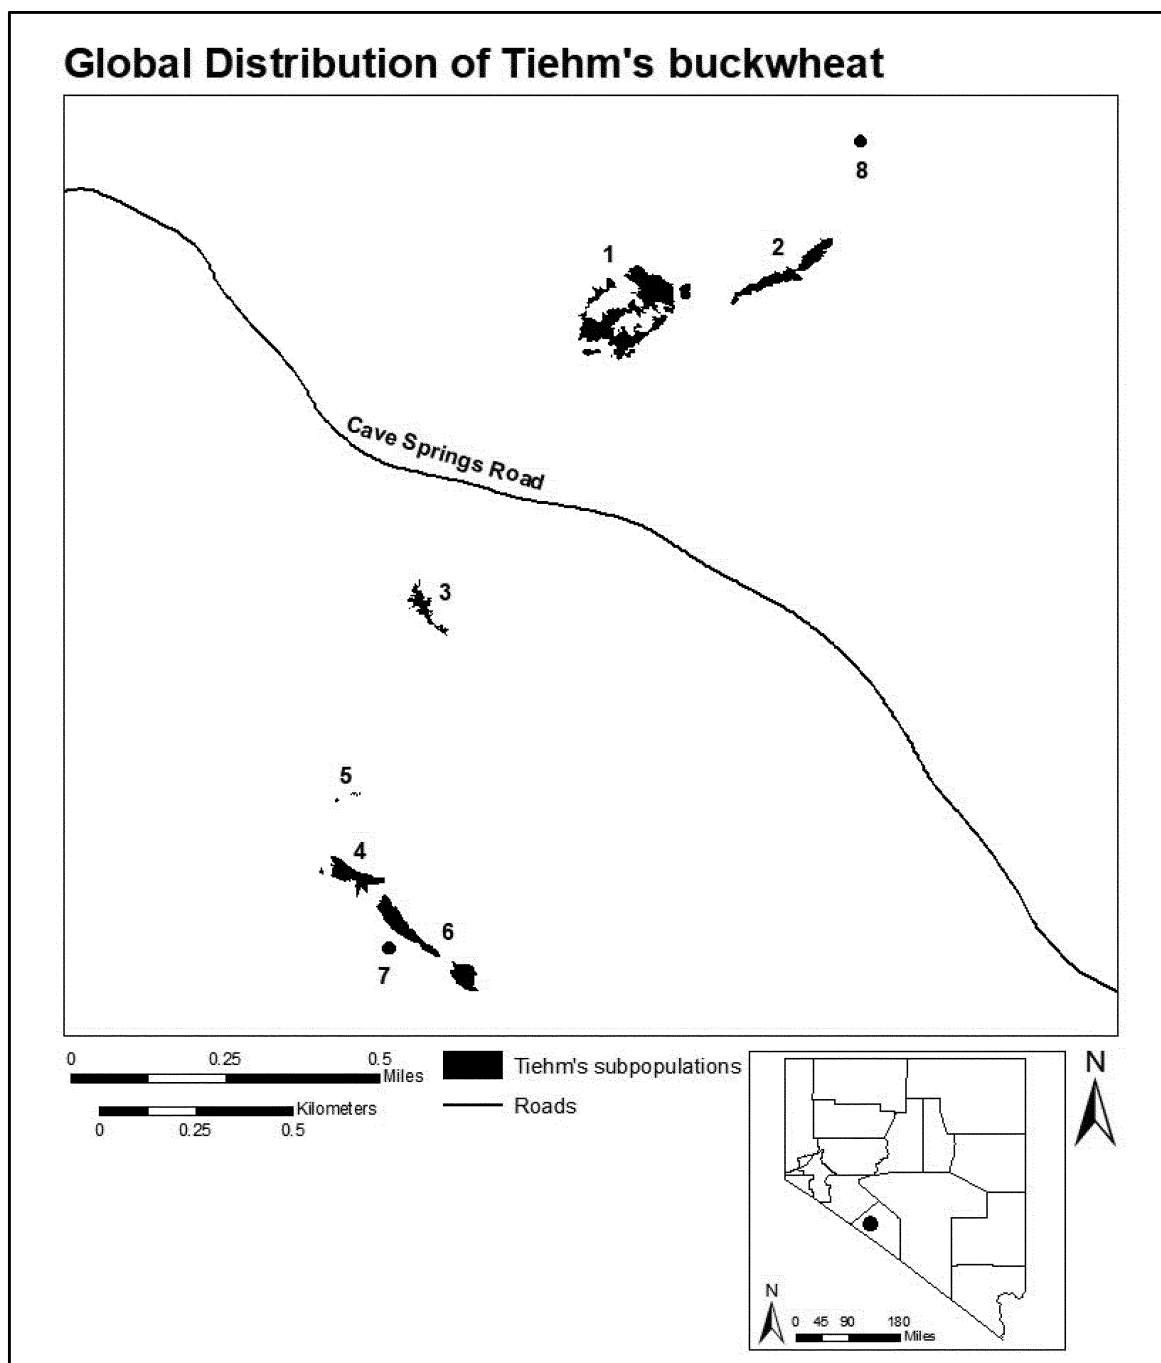 Global Distribution of Tiehm's buckwheat
8
1
2
Cave Springs Road
3
5
4
6
7
0 0.25 0.5
Miles
Kilometers
0 0.25 0.5
Tiehm's subpopulations
Roads
N
N
0 45 90 180
Miles